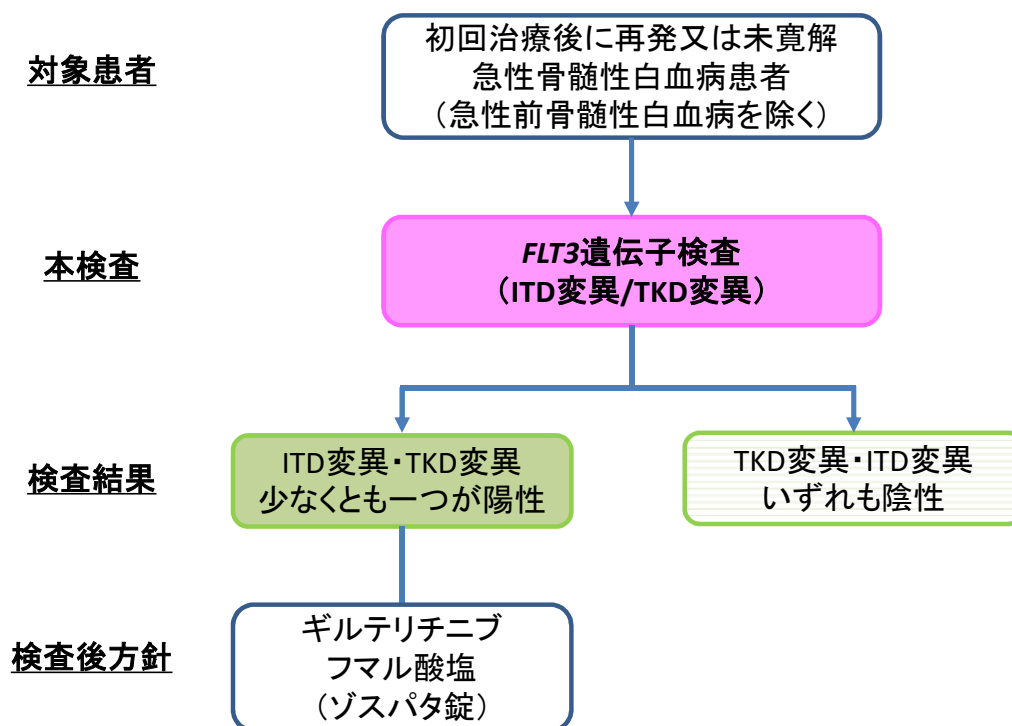 対象患者
初回治療後に再発又は未寛解
急性骨髄性白血病患者
（急性前骨髄性白血病を除く）
本検査
FLT3遺伝子検査
（ITD変異/TKD変異）
検査結果
ITD変異・TKD変異
少なくとも一つが陽性
TKD変異・ITD変異
いずれも陰性
検査後方針
ギルテリチニブ
フマル酸塩
（ゾスパタ錠）